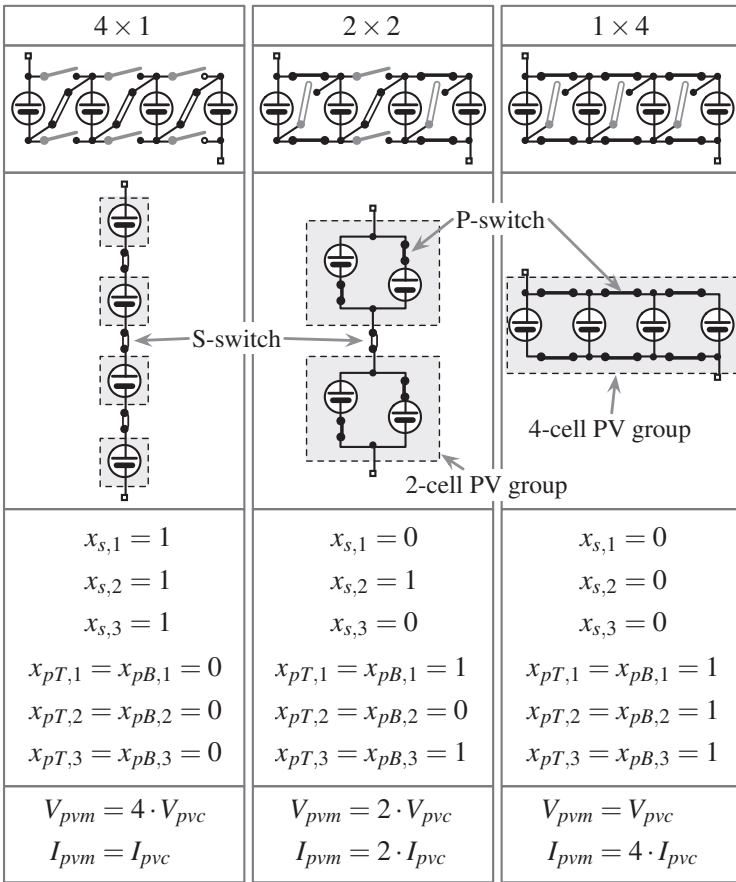 4 × 1
2 × 2
1 × 4
P-switch
S-switch
4-cell PV group
2-cell PV group
x_{s,1} = 1
x_{s,2} = 1
x_{s,3} = 1
x_{pT,1} = x_{pB,1} = 0
x_{pT,2} = x_{pB,2} = 0
x_{pT,3} = x_{pB,3} = 0
V_{pvm} = 4 · V_{pvc}
I_{pvm} = I_{pvc}
x_{s,1} = 0
x_{s,2} = 1
x_{s,3} = 0
x_{pT,1} = x_{pB,1} = 1
x_{pT,2} = x_{pB,2} = 0
x_{pT,3} = x_{pB,3} = 1
V_{pvm} = 2 · V_{pvc}
I_{pvm} = 2 · I_{pvc}
x_{s,1} = 0
x_{s,2} = 0
x_{s,3} = 0
x_{pT,1} = x_{pB,1} = 1
x_{pT,2} = x_{pB,2} = 1
x_{pT,3} = x_{pB,3} = 1
V_{pvm} = V_{pvc}
I_{pvm} = 4 · I_{pvc}